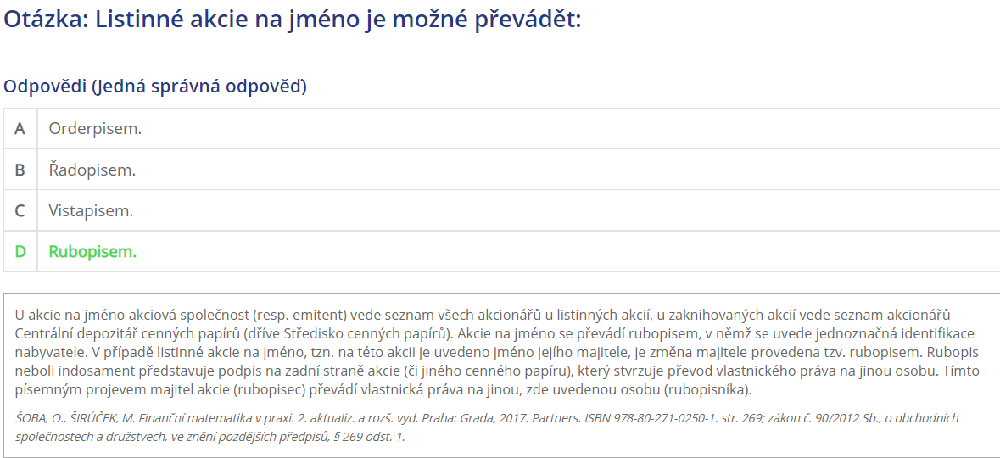 Otázka: Listinné akcie na jméno je možné převádět:
Odpovědi (Jedná správná odpověď)
A Orderpisem.
B Řadopisem.
C Vistapisem.
D Rubopisem.
U akcie na jméno akciová společnost (resp. emitent) vede seznam všech akcionářů u listinných akcií, u zaknihovaných akcií vede seznam akcionářů
Centrální depozitář cenných papírů (dříve Středisko cenných papírů). Akcie na jméno se převádí rubopisem, v němž se uvede jednoznačná identifikace
nabyvatele. V případě listinné akcie na jméno, tzn. na této akcii je uvedeno jméno jejího majitele, je změna majitele provedena tzv. rubopisem. Rubopis
neboli indosament představuje podpis na zadní straně akcie (či jiného cenného papíru), který stvrzuje převod vlastnického práva na jinou osobu. Tímto
písemným projevem majitel akcie (rubopisec) převádí vlastnická práva na jinou, zde uvedenou osobu (rubopisníka).
ŠOBA, O., ŠIRŮČEK, M. Finanční matematika v praxi. 2. aktualiz. a rozš. vyd. Praha: Grada, 2017. Partners. ISBN 978-80-271-0250-1. str. 269; zákon č. 90/2012 Sb., o obchodních
společnostech a družstvech, ve znění pozdějších předpisů, § 269 odst. 1.